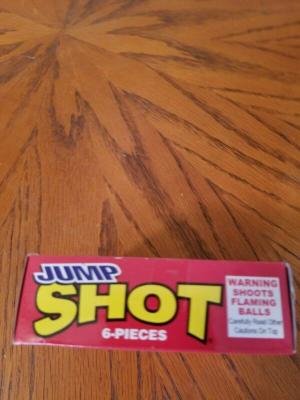 JUMP
SHOT
6-PIECES
WARNING
SHOOTS
FLAMING
BALLS
Carefully Read Other
Cautions On Top